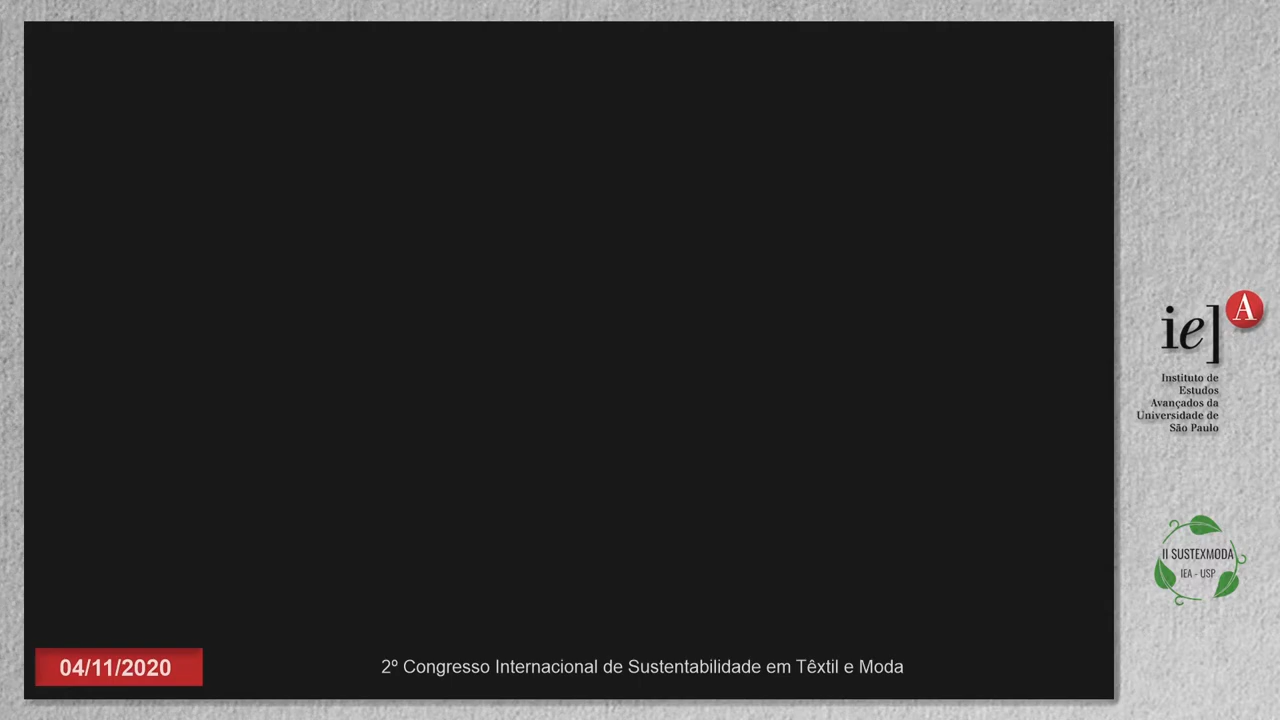 ie]A
Instituto de
Estudos
Avançados da
Universidade de
São Paulo
II SUSTEXMODA
IEA - USP
04/11/2020
2º Congresso Internacional de Sustentabilidade em Têxtil e Moda